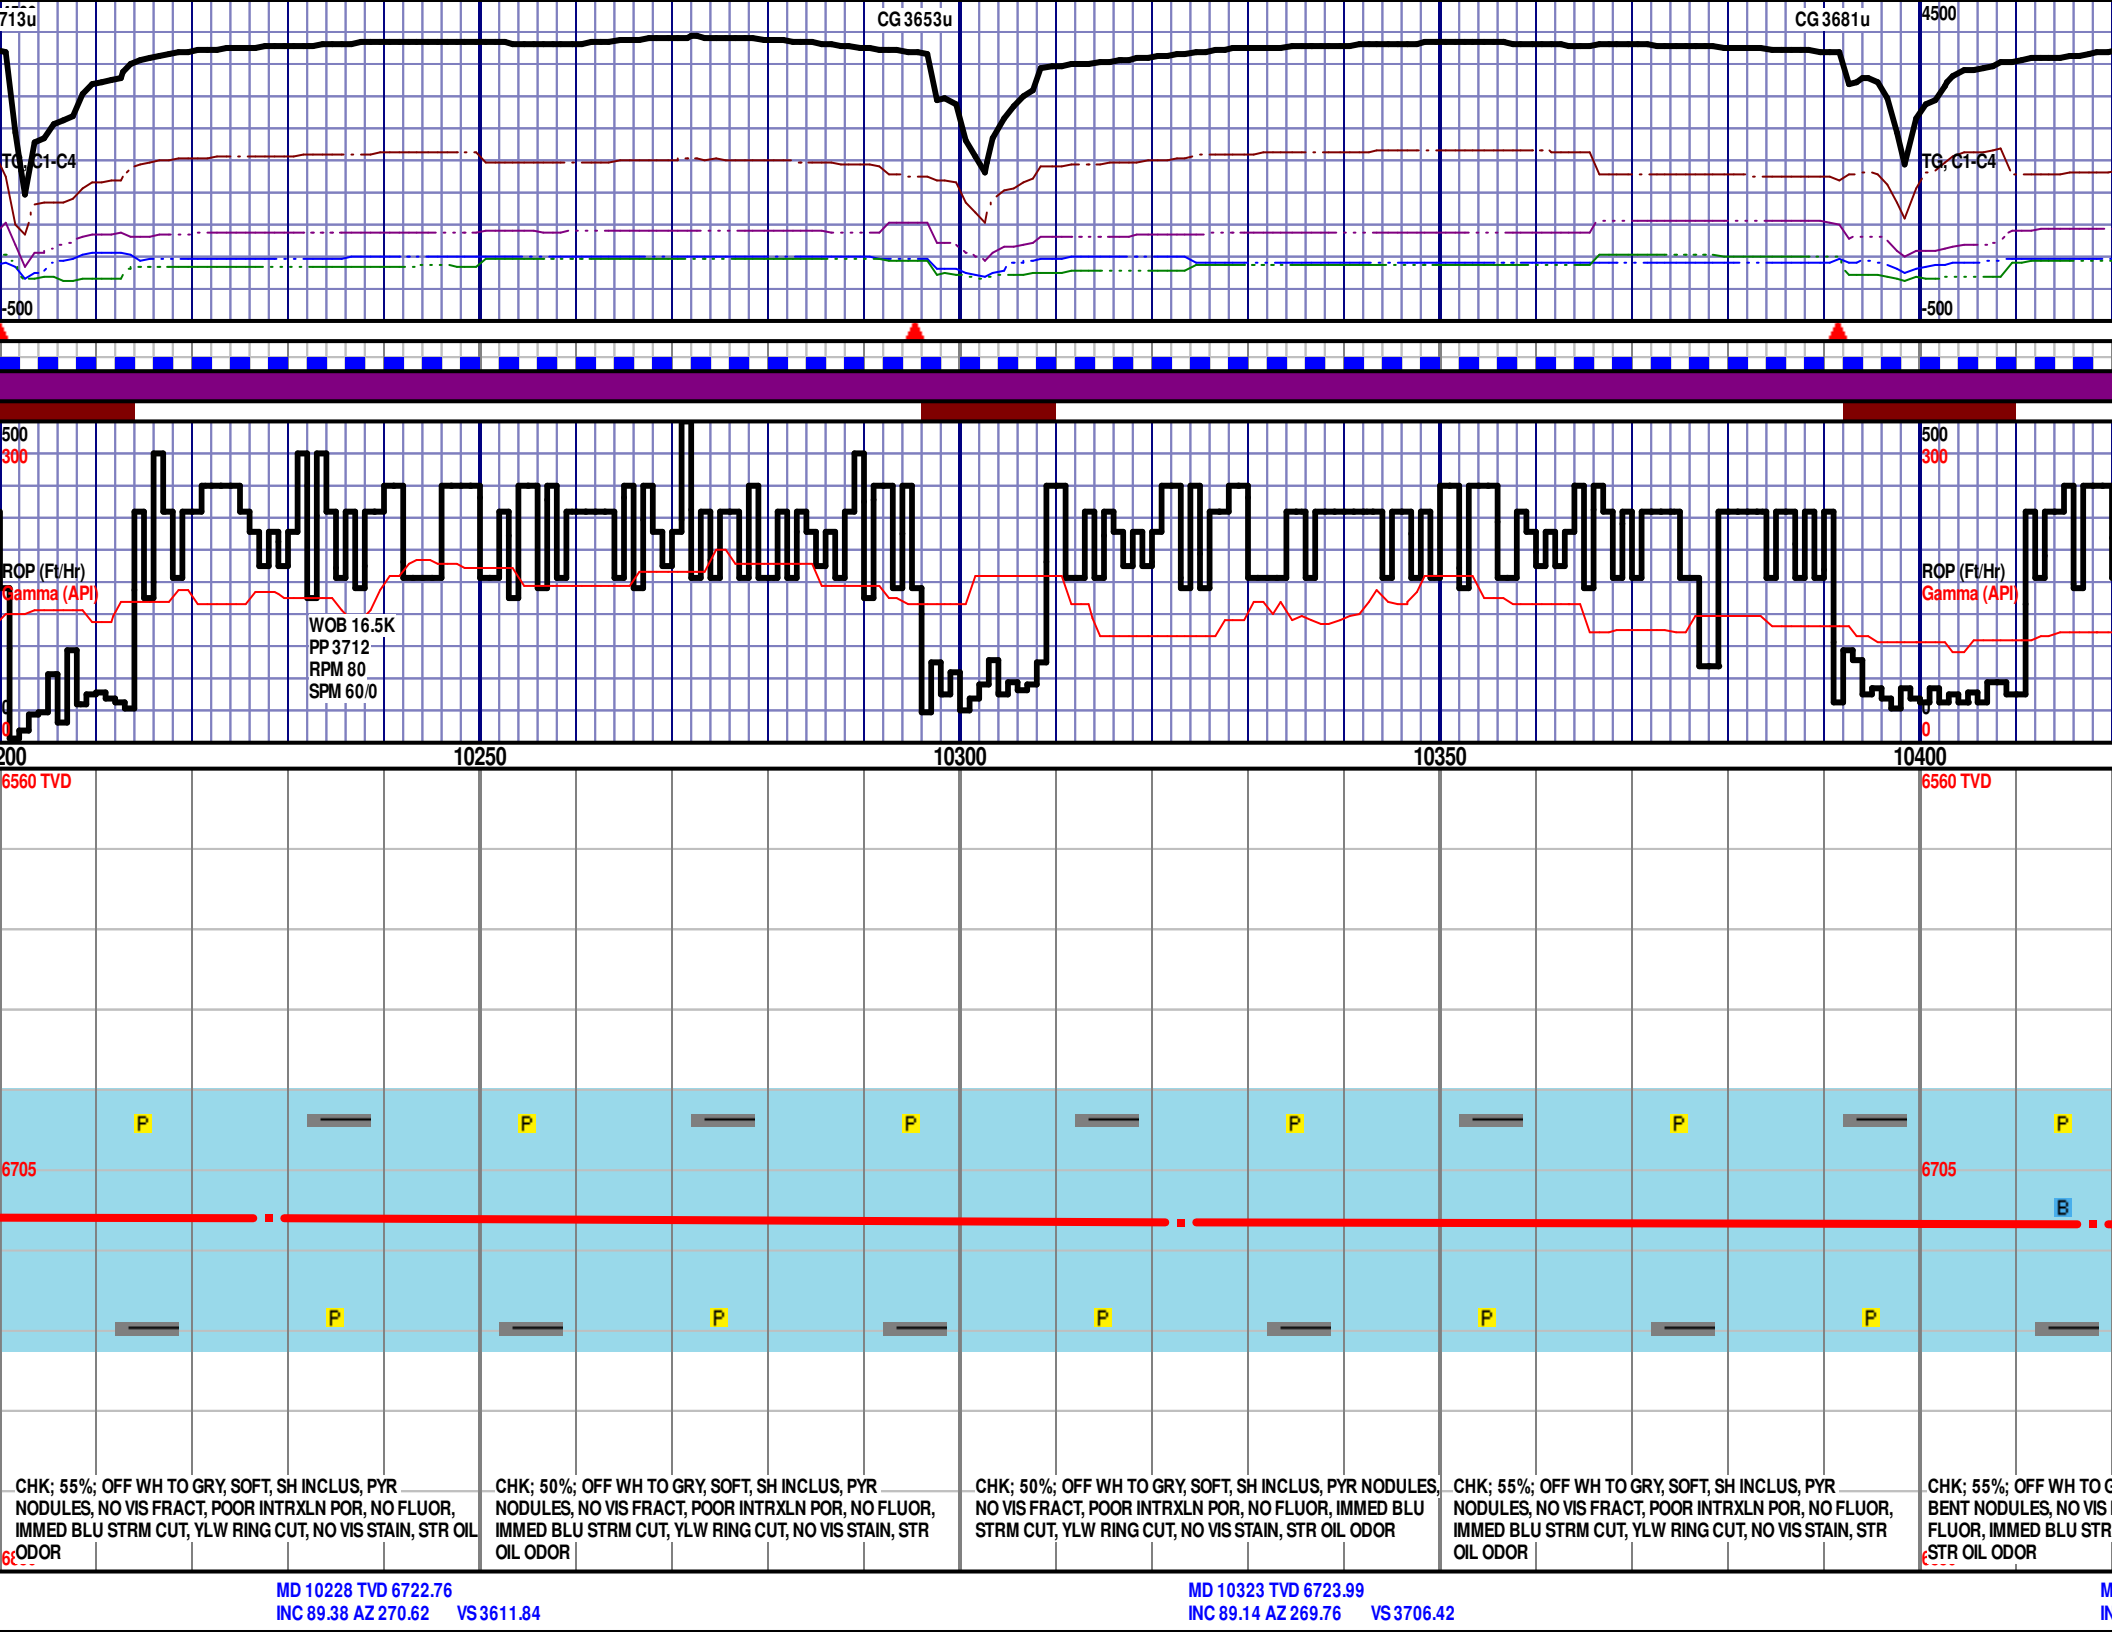 713u
CG 3653u
CG 3681u
4500
TG, C1-C4
TG, C1-C4
-500
-500
500
300
500
300
ROP (Ft/Hr)
Gamma (API)
ROP (Ft/Hr)
Gamma (API)
WOB 16.5K
PP 3712
RPM 80
SPM 60/0
0
0
0
0
200
10250
10300
10350
10400
6560 TVD
6560 TVD
P
P
P
P
P
P
6705
6705
B
P
P
P
P
P
CHK; 55%; OFF WH TO GRY, SOFT, SH INCLUS, PYR
NODULES, NO VIS FRACT, POOR INTRXLN POR, NO FLUOR,
IMMED BLU STRM CUT, YLW RING CUT, NO VIS STAIN, STR OIL
ODOR
CHK; 50%; OFF WH TO GRY, SOFT, SH INCLUS, PYR
NODULES, NO VIS FRACT, POOR INTRXLN POR, NO FLUOR,
IMMED BLU STRM CUT, YLW RING CUT, NO VIS STAIN, STR
OIL ODOR
CHK; 50%; OFF WH TO GRY, SOFT, SH INCLUS, PYR NODULES,
NO VIS FRACT, POOR INTRXLN POR, NO FLUOR, IMMED BLU
STRM CUT, YLW RING CUT, NO VIS STAIN, STR OIL ODOR
CHK; 55%; OFF WH TO GRY, SOFT, SH INCLUS, PYR
NODULES, NO VIS FRACT, POOR INTRXLN POR, NO FLUOR,
IMMED BLU STRM CUT, YLW RING CUT, NO VIS STAIN, STR
OIL ODOR
CHK; 55%; OFF WH TO G
BENT NODULES, NO VIS
FLUOR, IMMED BLU STR
STR OIL ODOR
MD 10228 TVD 6722.76
INC 89.38 AZ 270.62 VS 3611.84
MD 10323 TVD 6723.99
INC 89.14 AZ 269.76 VS 3706.42